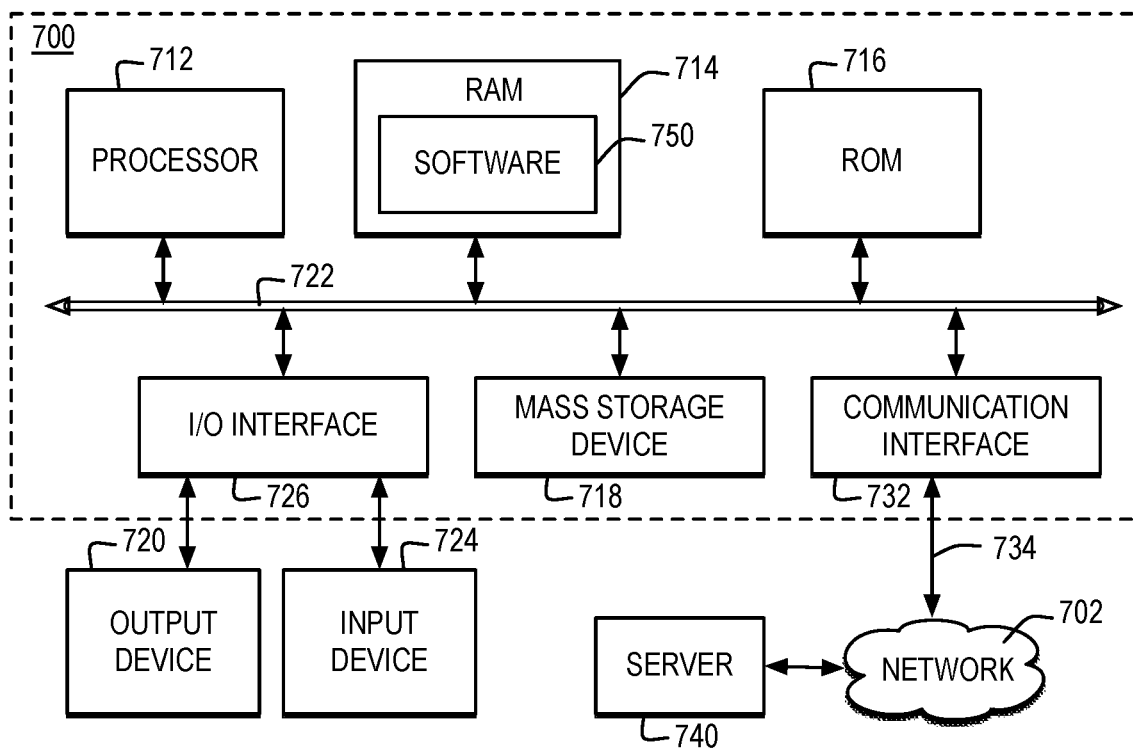 700
712
PROCESSOR
714
RAM
750
SOFTWARE
716
ROM
722
I/O INTERFACE
726
MASS STORAGE
DEVICE
718
COMMUNICATION
INTERFACE
732
720
OUTPUT
DEVICE
724
INPUT
DEVICE
734
702
NETWORK
SERVER
740